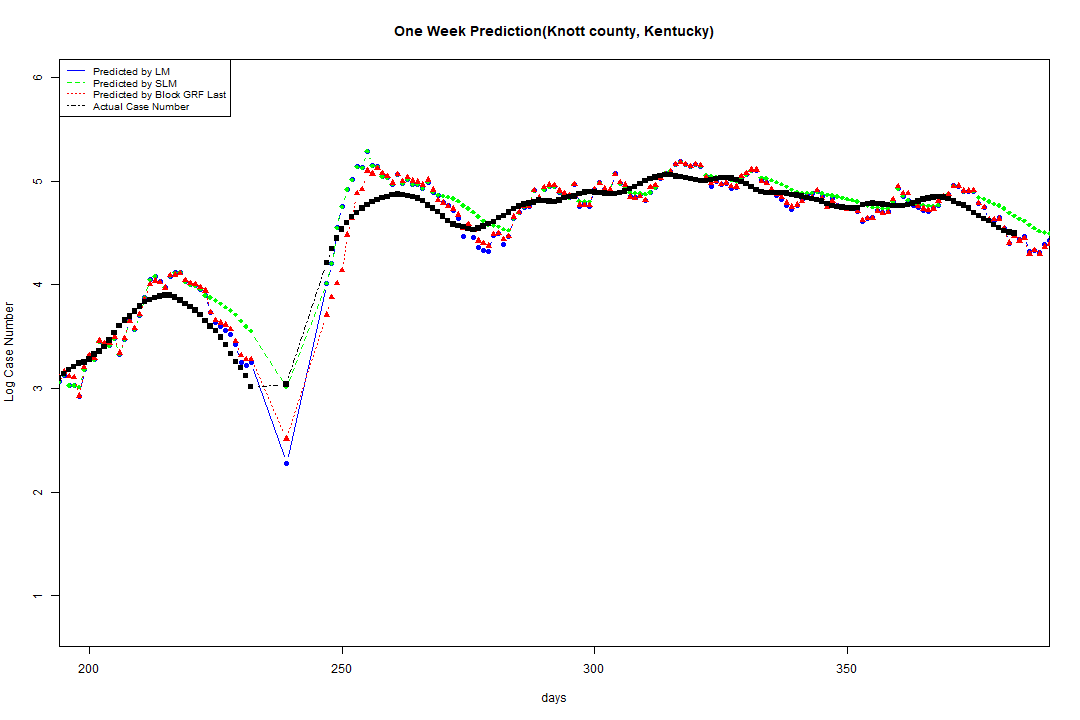 One Week Prediction(Knott county, Kentucky)
Predicted by LM
Predicted by SLM
Predicted by Block GRF Last
Actual Case Number
6
5
4
3
2
1
Log Case Number
200
250
300
350
days